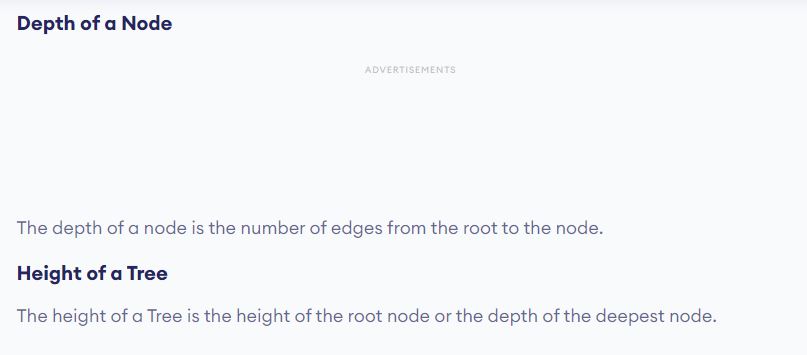 Depth of a Node
ADVERTISEMENTS
The depth of a node is the number of edges from the root to the node.
Height of a Tree
The height of a Tree is the height of the root node or the depth of the deepest node.